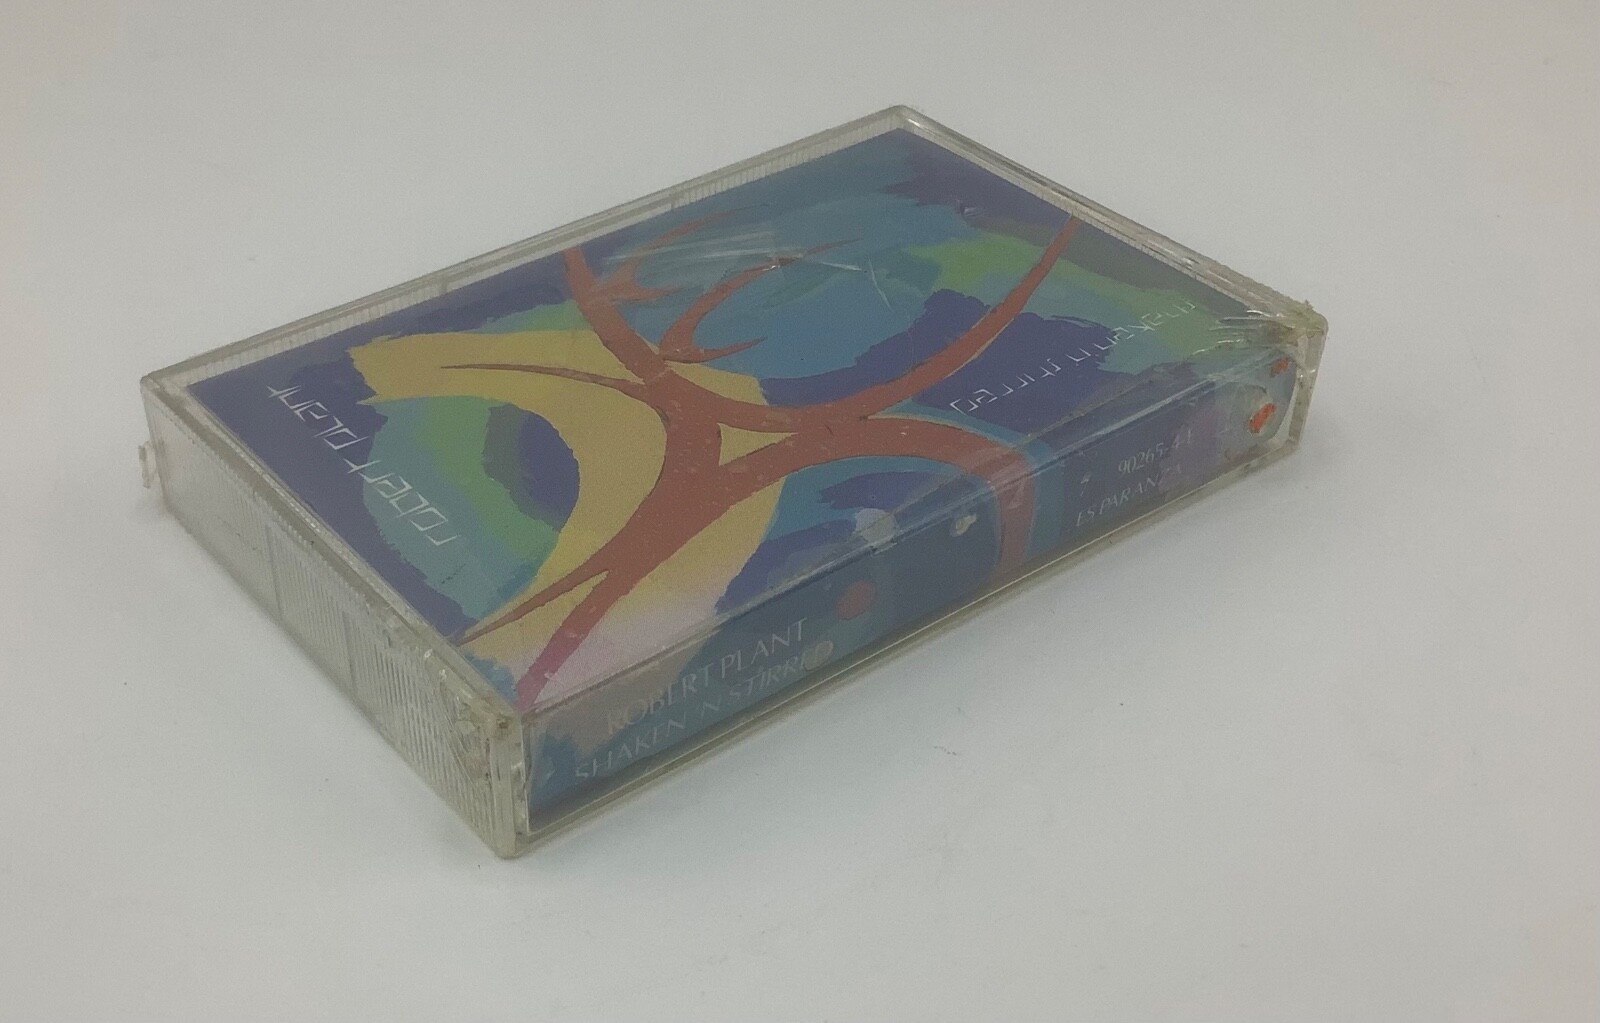 robert plant
shaken 'n stirred
ROBERT PLANT
SHAKEN 'N STIRRED
90265-4-E
ES PARANZA